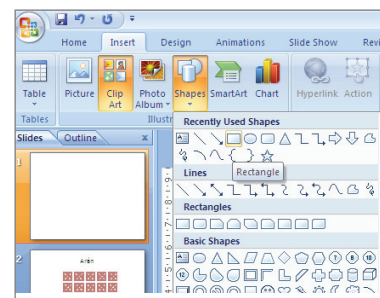 Home Insert Design Animations Slide Show Revi
Table Picture Clip Art Photo Album Shapes SmartArt Chart Hyperlink Action
Tables Illustr
Slides Outline x
Recently Used Shapes
Rectangle
Lines
Rectangles
Basic Shapes
1
2